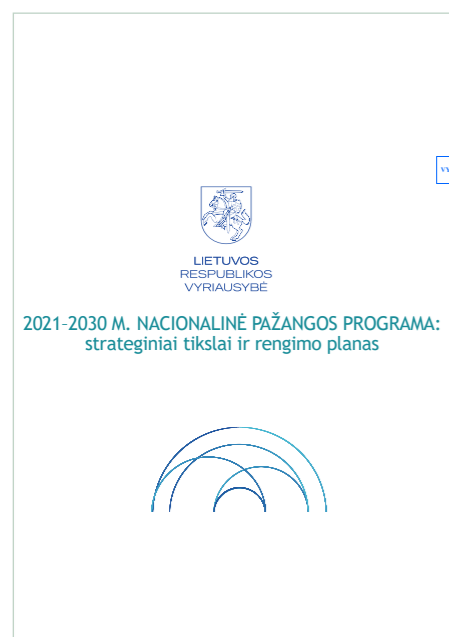 LIETUVOS
RESPUBLIKOS
VYRIAUSYBĖ
2021–2030 M. NACIONALINĖ PAŽANGOS PROGRAMA:
strateginiai tikslai ir rengimo planas